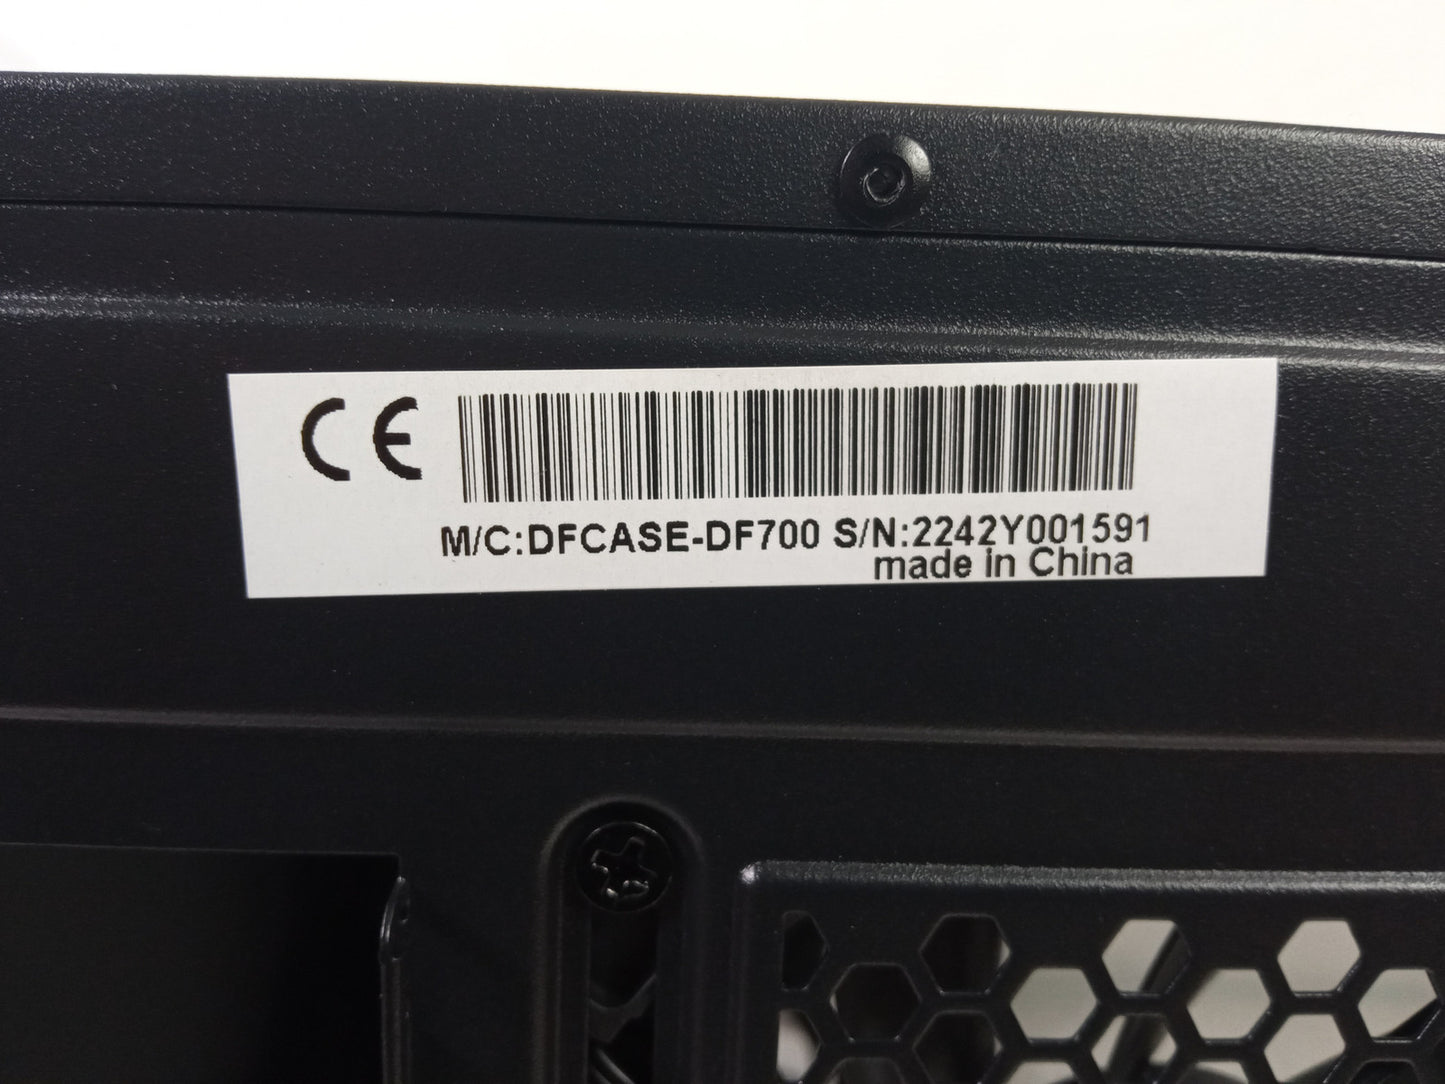 CE
M/C:DFCASE-DF700 S/N:2242Y001591
made in China